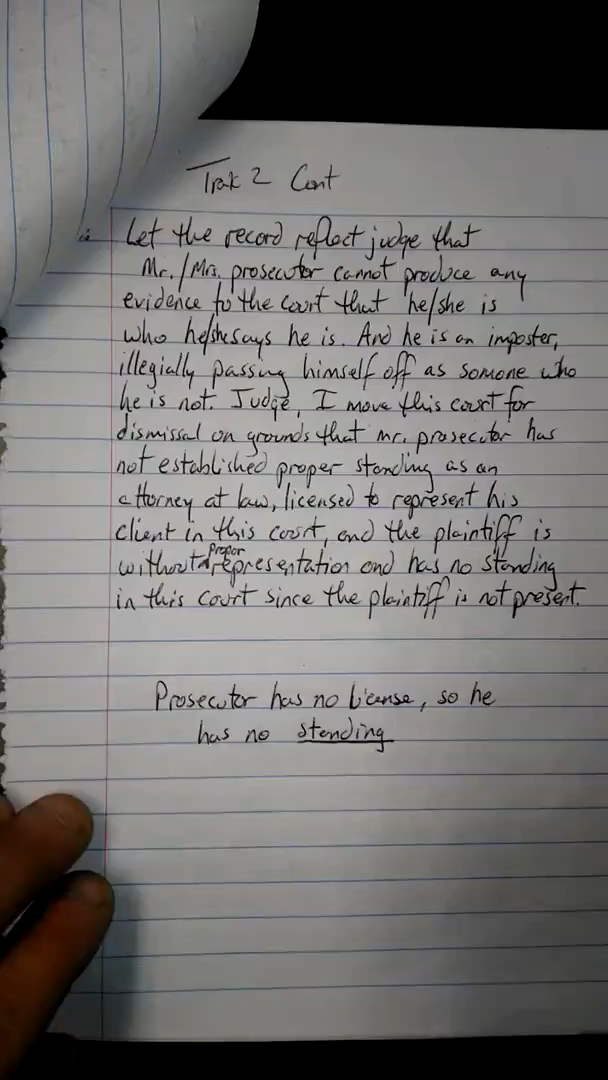 Trak 2 Cont
Let the record reflect judge that
Mr./Mrs. prosecutor cannot produce any
evidence to the court that he/she is
who he/she says he is. And he is an imposter,
illegially passing himself off as somone who
he is not. Judge, I move this court for
dismissal on grounds that mr. prosecutor has
not established proper standing as an
attorney at law, licensed to represent his
client in this court, and the plaintiff is
without proper representation and has no standing
in this court since the plaintiff is not present.
Prosecutor has no license, so he
has no standing